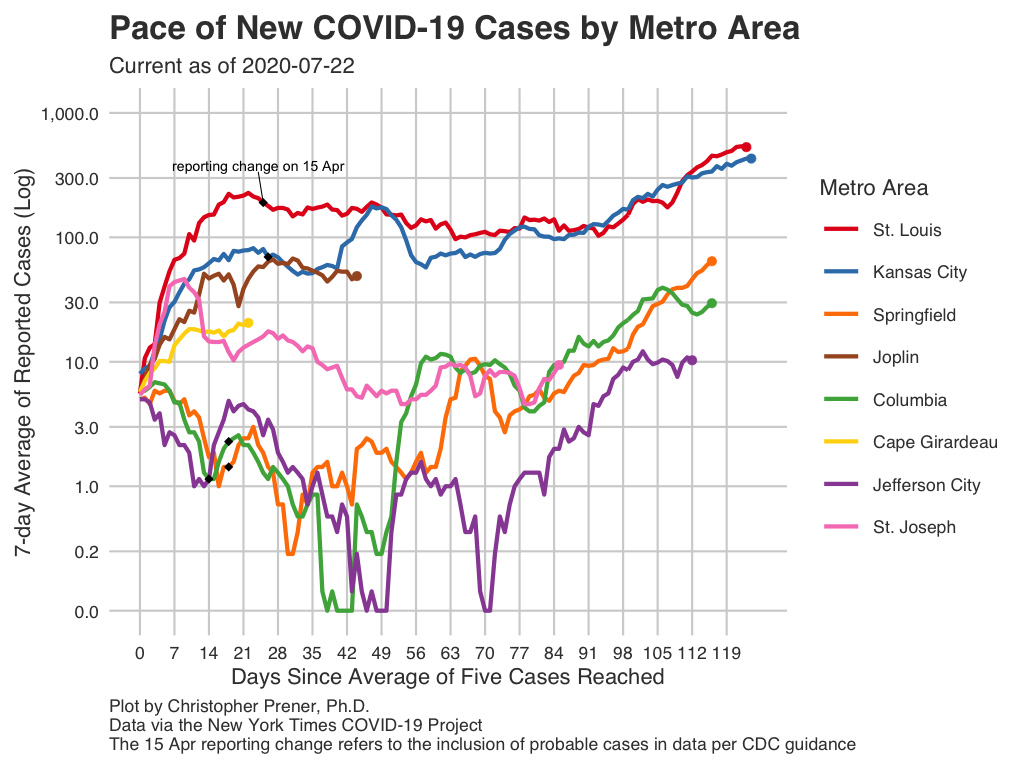 Pace of New COVID-19 Cases by Metro Area
Current as of 2020-07-22
7-day Average of Reported Cases (Log)
1,000.0
300.0
100.0
30.0
10.0
3.0
1.0
0.2
0.0
reporting change on 15 Apr
0 7 14 21 28 35 42 49 56 63 70 77 84 91 98 105 112 119
Days Since Average of Five Cases Reached
Metro Area
St. Louis
Kansas City
Springfield
Joplin
Columbia
Cape Girardeau
Jefferson City
St. Joseph
Plot by Christopher Prener, Ph.D.
Data via the New York Times COVID-19 Project
The 15 Apr reporting change refers to the inclusion of probable cases in data per CDC guidance